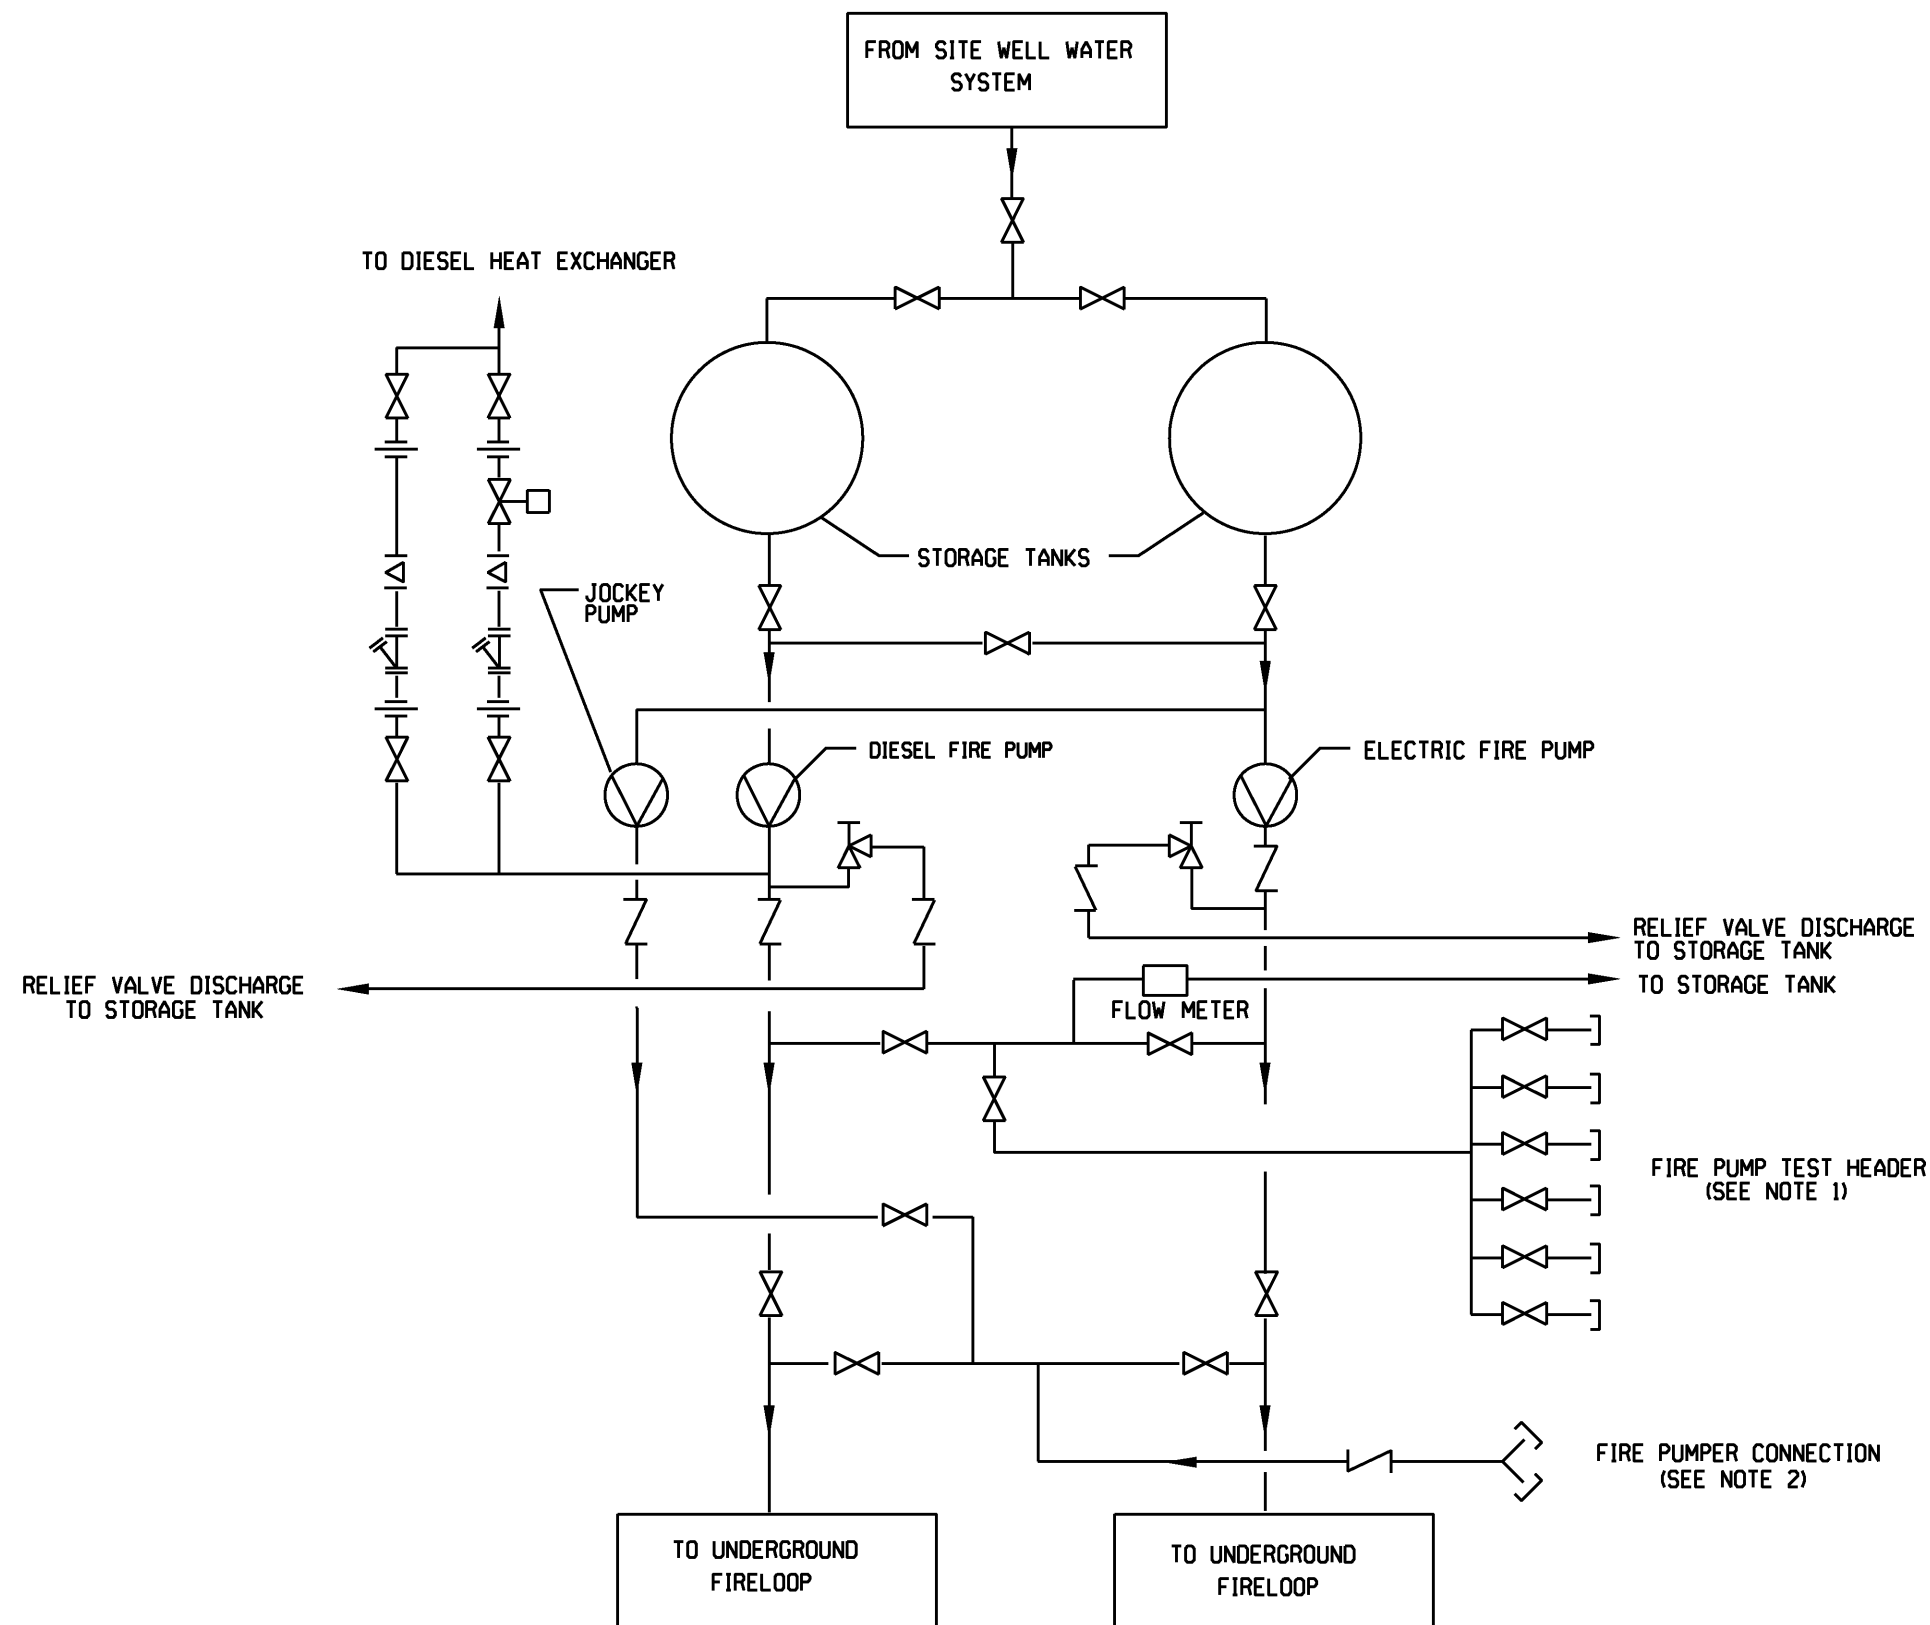 FROM SITE WELL WATER
SYSTEM
TO DIESEL HEAT EXCHANGER
STORAGE TANKS
JOCKEY
PUMP
DIESEL FIRE PUMP
ELECTRIC FIRE PUMP
RELIEF VALVE DISCHARGE
TO STORAGE TANK
RELIEF VALVE DISCHARGE
TO STORAGE TANK
TO STORAGE TANK
FLOW METER
FIRE PUMP TEST HEADER
(SEE NOTE 1)
FIRE PUMPER CONNECTION
(SEE NOTE 2)
TO UNDERGROUND
FIRELOOP
TO UNDERGROUND
FIRELOOP